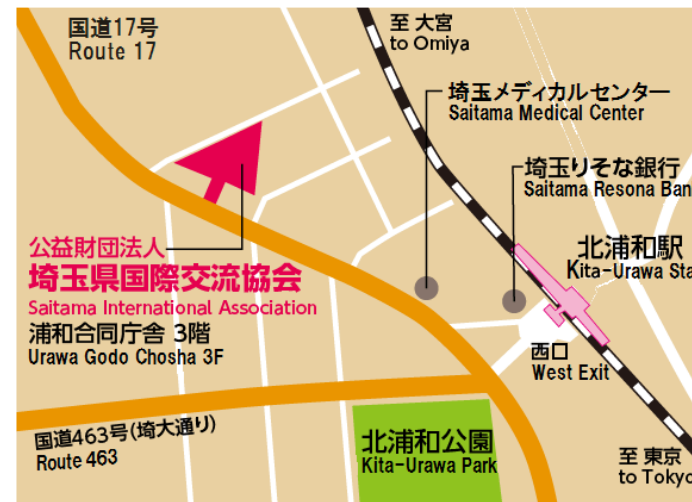 国道17号
Route 17
至 大宮
to Omiya
埼玉メディカルセンター
Saitama Medical Center
埼玉りそな銀行
Saitama Resona Ban
北浦和駅
Kita-Urawa Sta
公益財団法人
埼玉県国際交流協会
Saitama International Association
浦和合同庁舎 3階
Urawa Godo Chosha 3F
西口
West Exit
国道463号(埼大通り)
Route 463
北浦和公園
Kita-Urawa Park
至 東京
to Tokyo